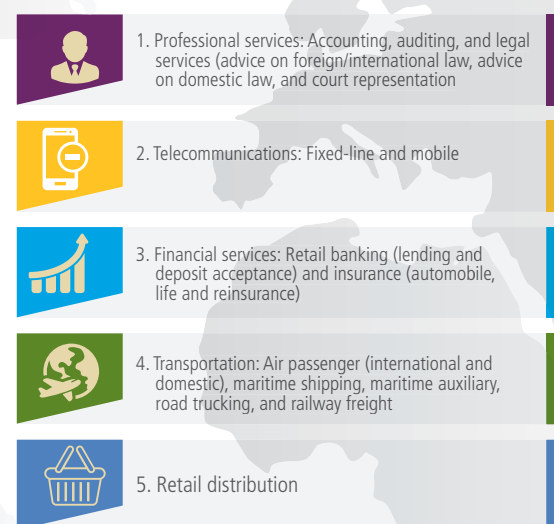 1. Professional services: Accounting, auditing, and legal
services (advice on foreign/international law, advice
on domestic law, and court representation
2. Telecommunications: Fixed-line and mobile
3. Financial services: Retail banking (lending and
deposit acceptance) and insurance (automobile,
life and reinsurance)
4. Transportation: Air passenger (international and
domestic), maritime shipping, maritime auxiliary,
road trucking, and railway freight
5. Retail distribution